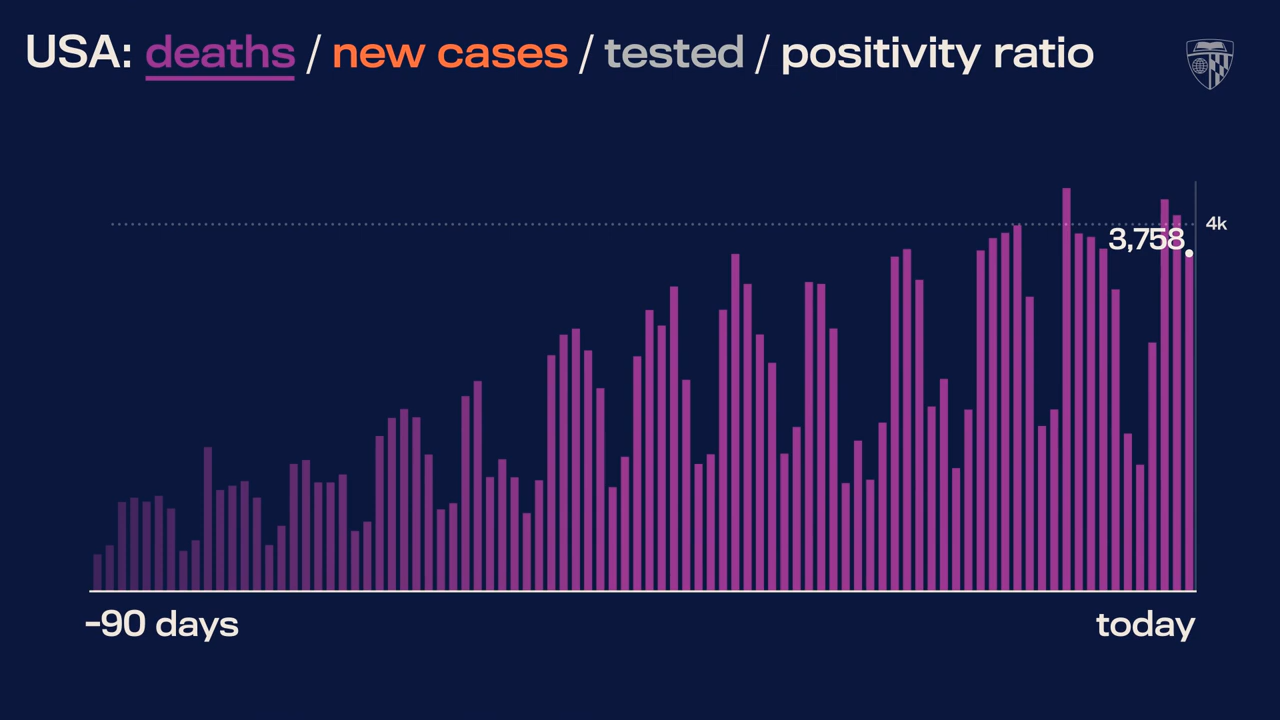 USA: deaths / new cases / tested / positivity ratio
4k
3,758
-90 days
today